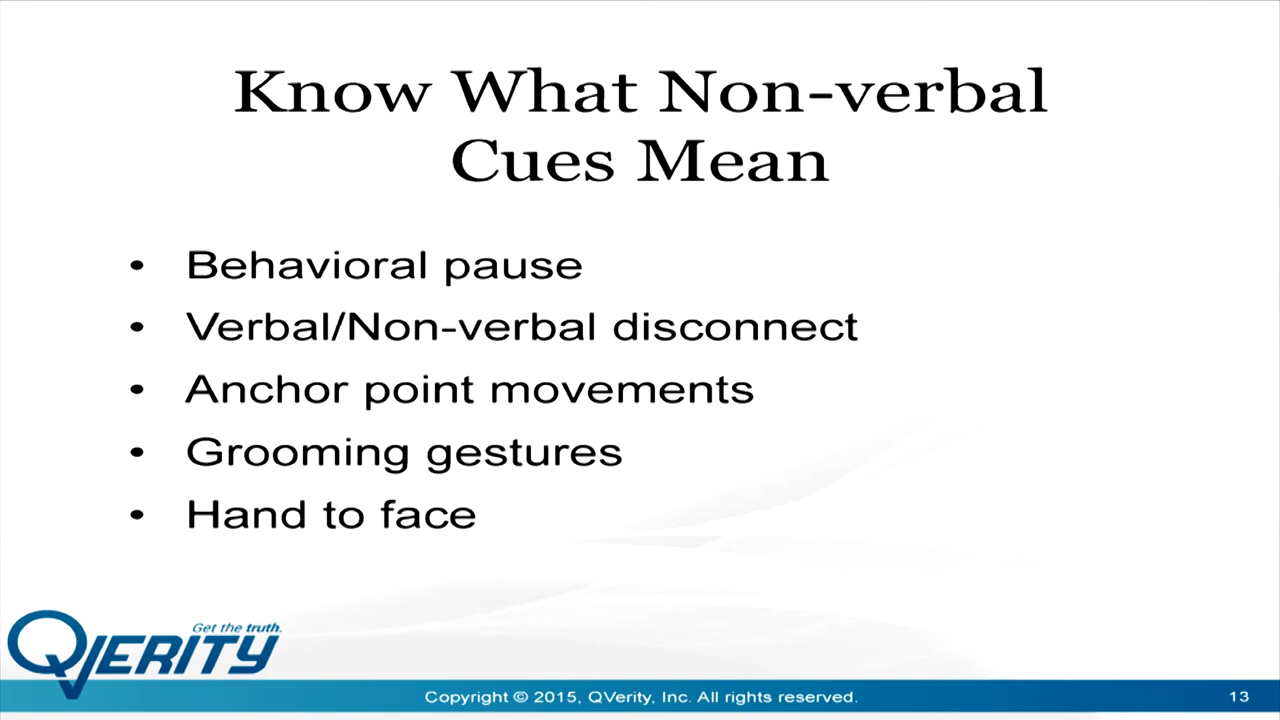 Know What Non-verbal
Cues Mean
• Behavioral pause
• Verbal/Non-verbal disconnect
• Anchor point movements
• Grooming gestures
• Hand to face
Get the truth.
QVERITY
Copyright © 2015, QVerity, Inc. All rights reserved.
13